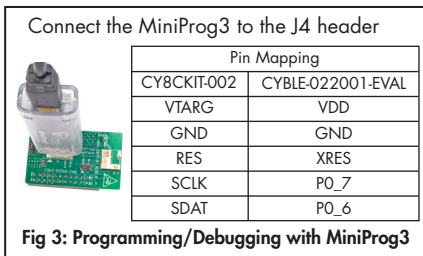 Connect the MiniProg3 to the J4 header
Pin Mapping
CY8CKIT-002 CYBLE-022001-EVAL
VTARG VDD
GND GND
RES XRES
SCLK P0_7
SDAT P0_6
Fig 3: Programming/Debugging with MiniProg3